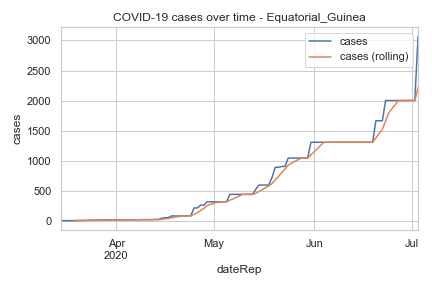 COVID-19 cases over time - Equatorial_Guinea
cases
cases (rolling)
3000
2500
2000
1500
1000
500
0
cases
Apr
2020
May
Jun
Jul
dateRep